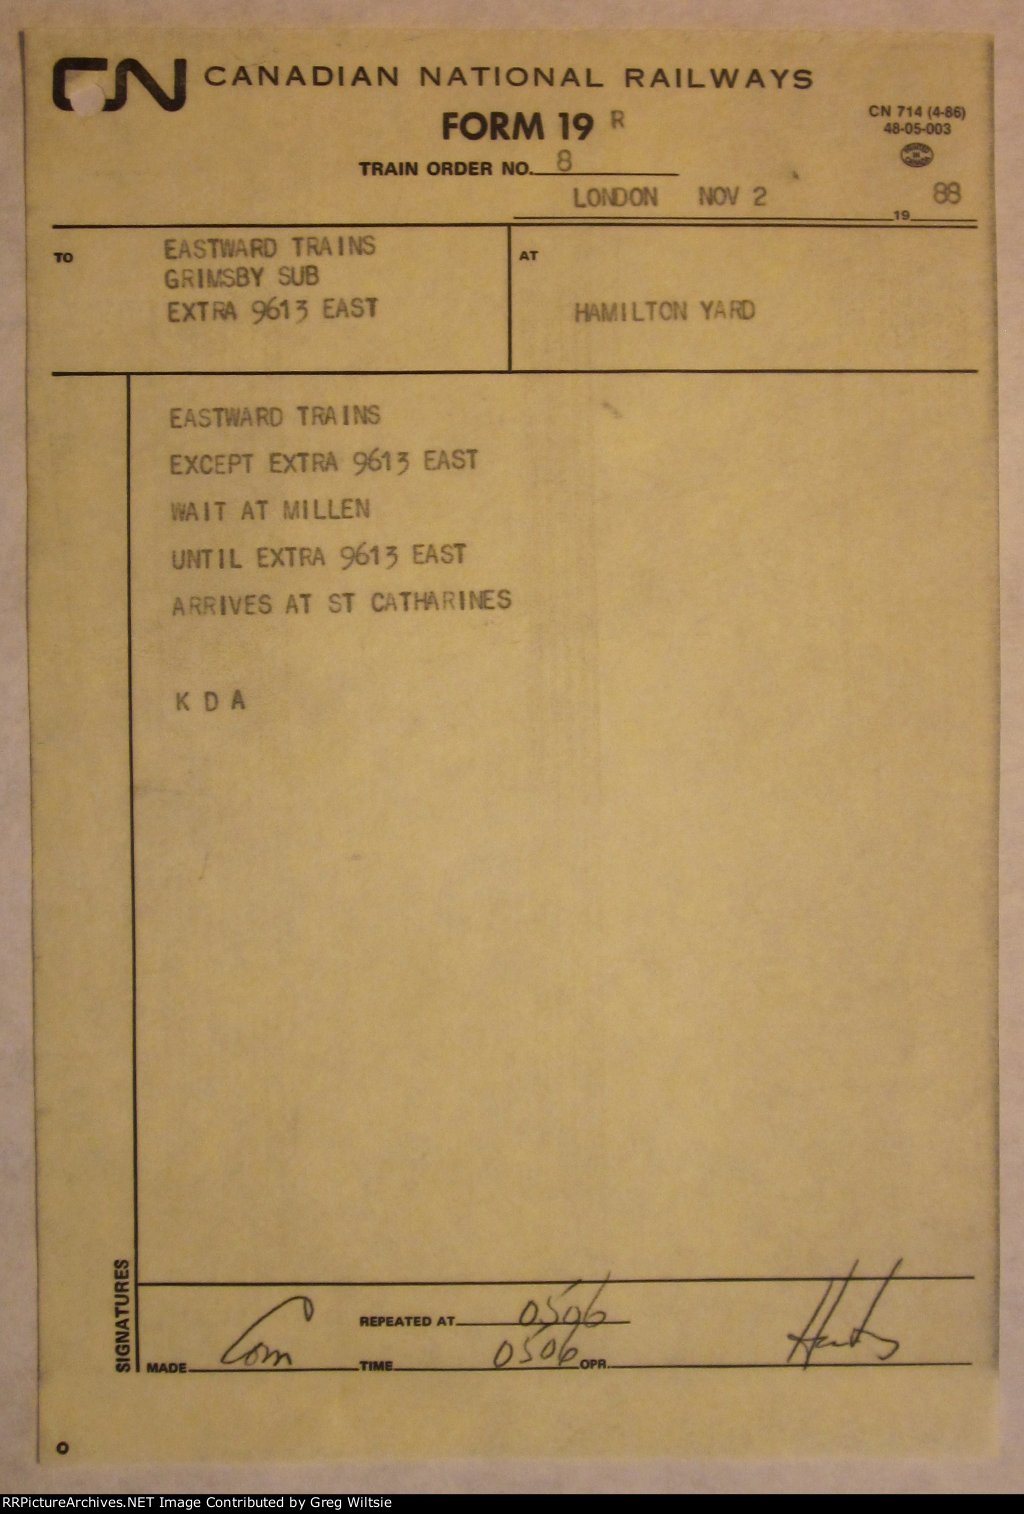 CN CANADIAN NATIONAL RAILWAYS
FORM 19 R
CN 714 (4-86)
48-05-003
TRAIN ORDER NO. 8
LONDON NOV 2 19 88
TO
EASTWARD TRAINS
GRIMSBY SUB
EXTRA 9613 EAST
AT
HAMILTON YARD
EASTWARD TRAINS
EXCEPT EXTRA 9613 EAST
WAIT AT MILLEN
UNTIL EXTRA 9613 EAST
ARRIVES AT ST CATHARINES
K D A
SIGNATURES
REPEATED AT 0506
MADE Com TIME 0506 OPR.
O
RRPictureArchives.NET Image Contributed by Greg Wiltsie